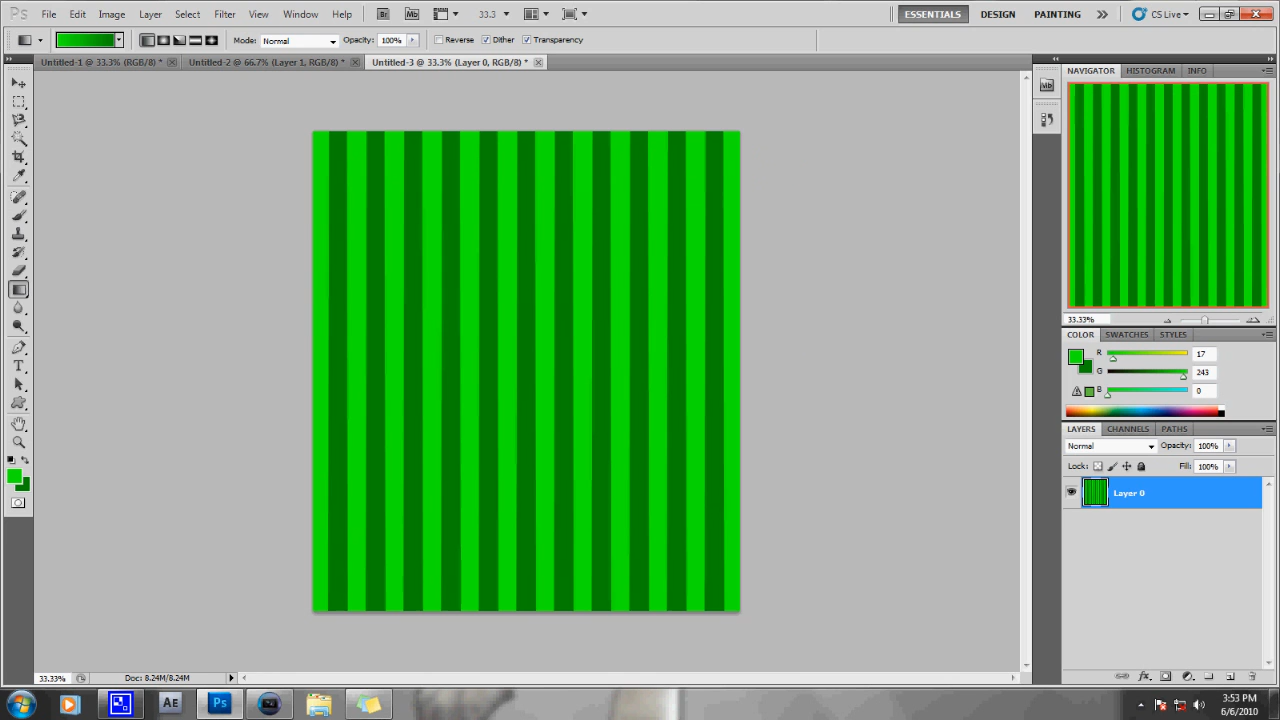 Ps File Edit Image Layer Select Filter View Window Help Br Mb 33.3 ESSENTIALS DESIGN PAINTING CS Live
Mode: Normal Opacity: 100% Reverse Dither Transparency
Untitled-1 @ 33.3% (RGB/8) * Untitled-2 @ 66.7% (Layer 1, RGB/8) * Untitled-3 @ 33.3% (Layer 0, RGB/8) *
NAVIGATOR HISTOGRAM INFO
Mb
33.33%
COLOR SWATCHES STYLES
R 17
G 243
B 0
LAYERS CHANNELS PATHS
Normal Opacity: 100%
Lock: Fill: 100%
Layer 0
T
fx
33.33% Doc: 8.24M/8.24M
Ae Ps
3:53 PM
6/6/2010